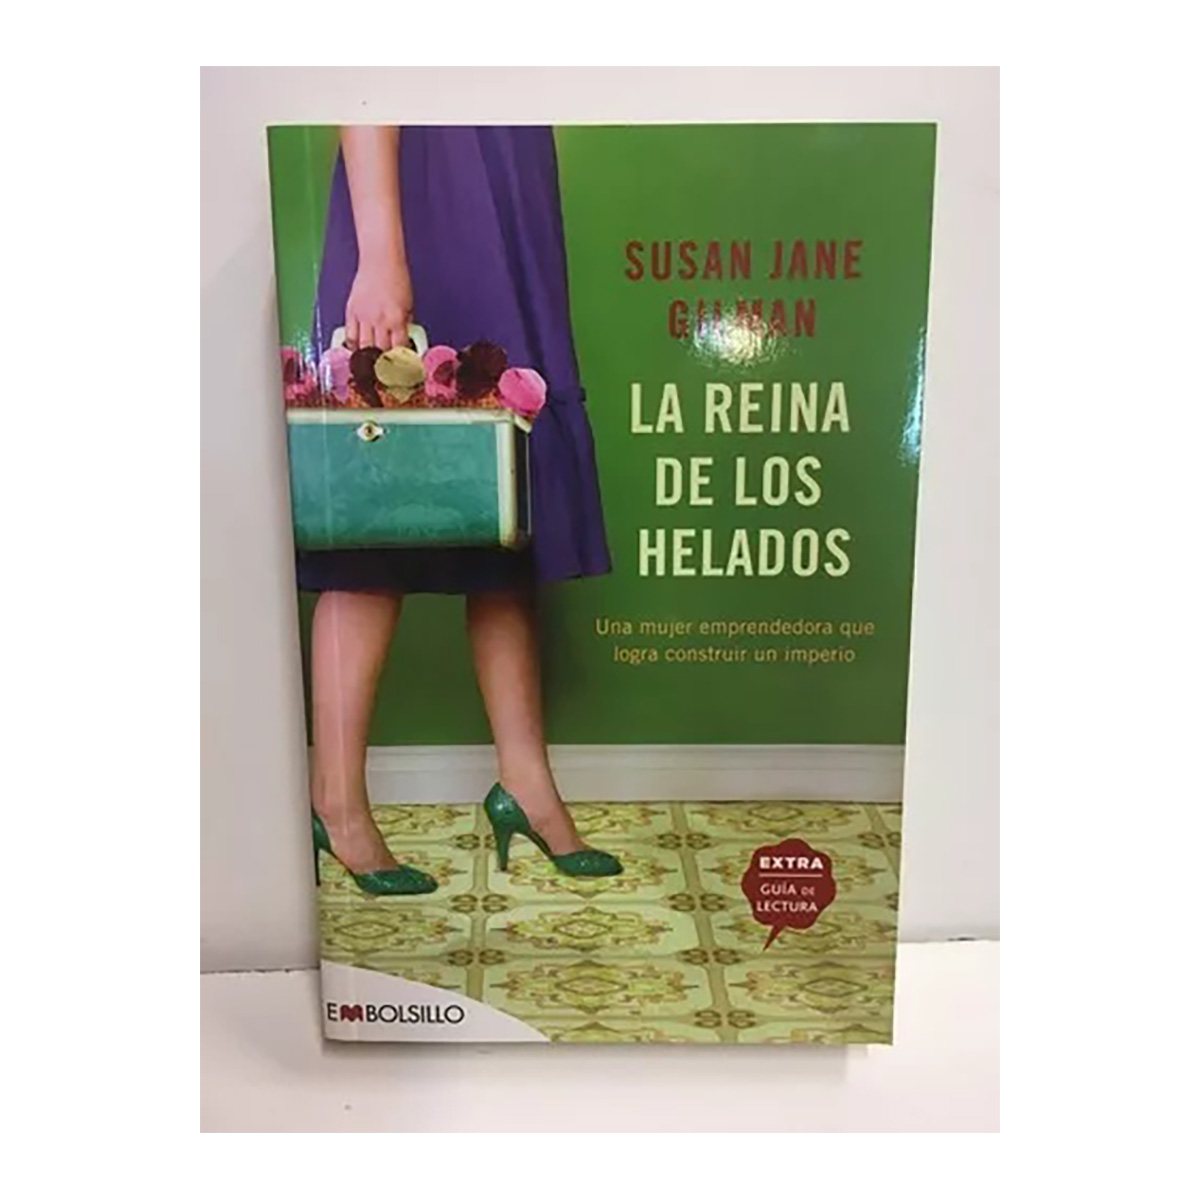 SUSAN JANE
GILMAN
LA REINA
DE LOS
HELADOS
Una mujer emprendedora que
logra construir un imperio
EXTRA
GUÍA DE
LECTURA
EMBOLSILLO